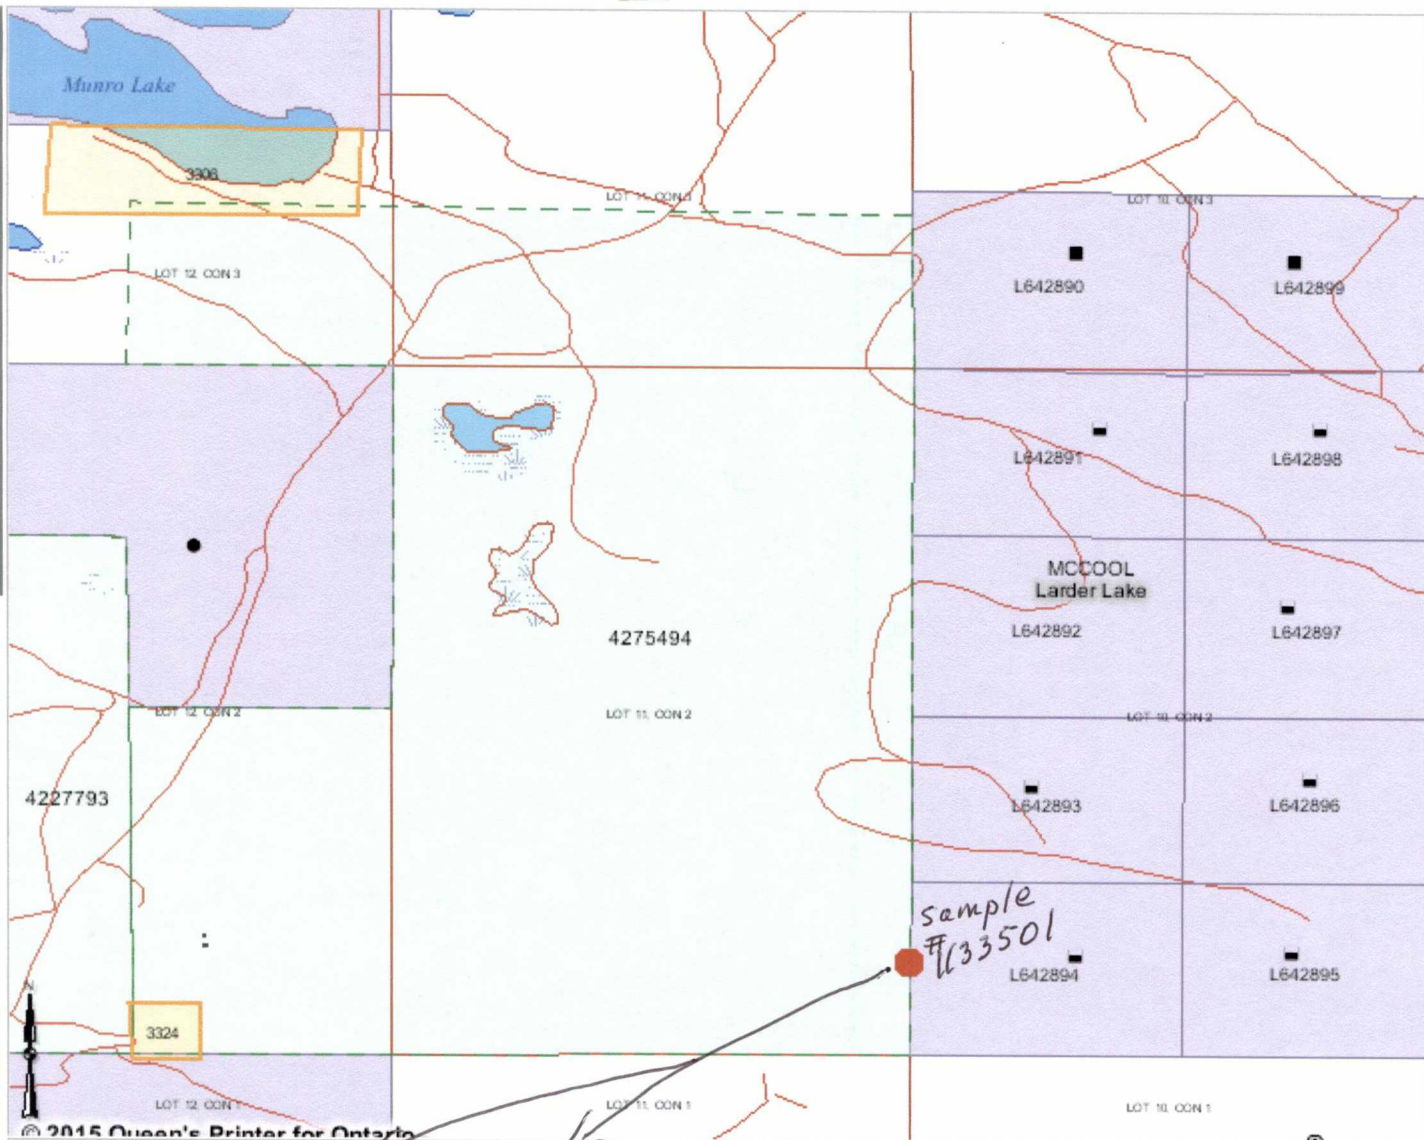 Munro Lake
3306
LOT 11, CON 3
LOT 10, CON 3
LOT 12, CON 3
L642890
L642899
L642891
L642898
MCCOOL
Larder Lake
L642892
L642897
4275494
LOT 12, CON 2
LOT 11, CON 2
LOT 10, CON 2
4227793
L642893
L642896
sample
#1133501
L642894
L642895
N
3324
LOT 12, CON 1
LOT 11, CON 1
LOT 10, CON 1
© 2015 Queen's Printer for Ontario